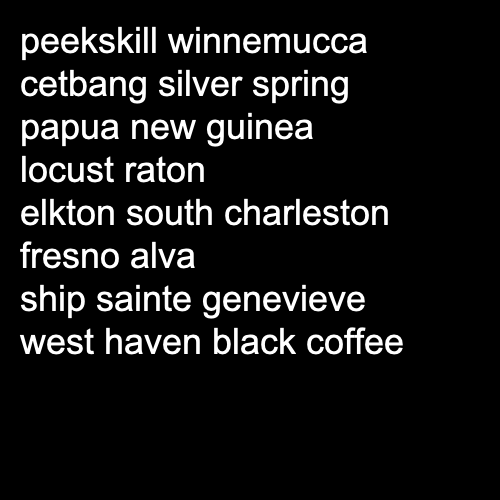 peekskill winnemucca
cetbang silver spring
papua new guinea
locust raton
elkton south charleston
fresno alva
ship sainte genevieve
west haven black coffee